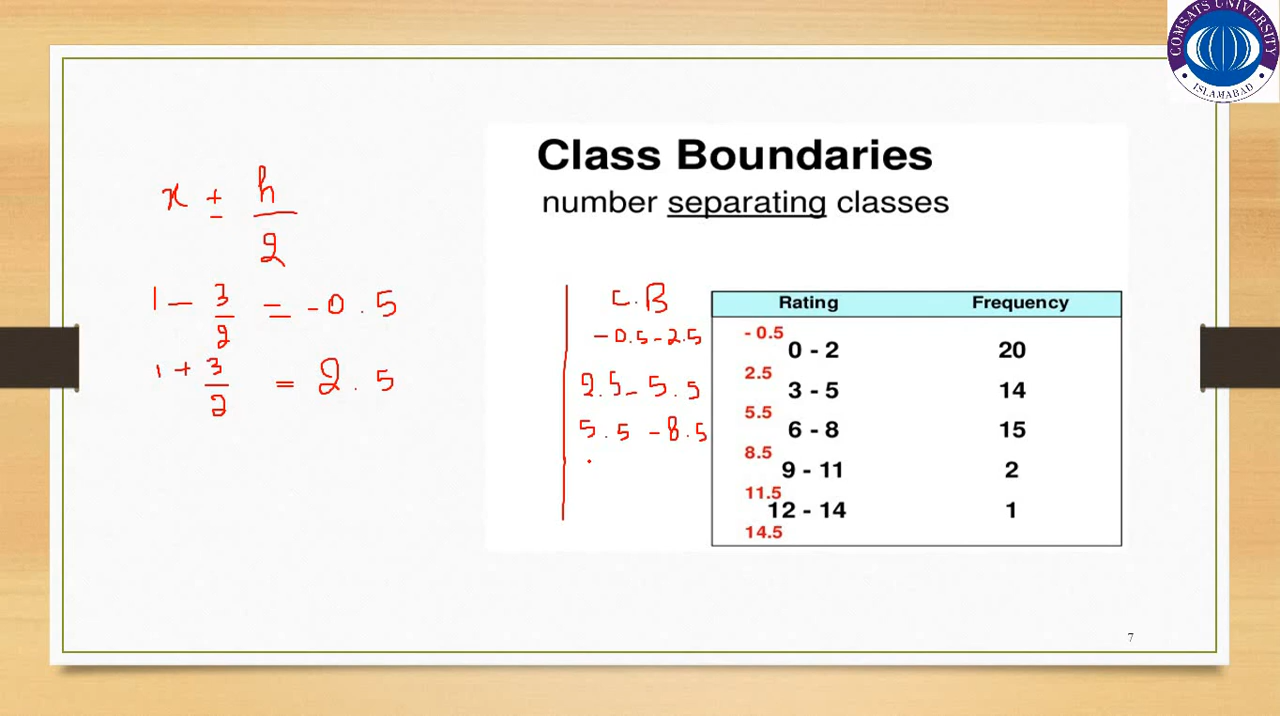 COMSATS UNIVERSITY
ISLAMABAD
Class Boundaries
number separating classes
x ± h/2
1 - 3/2 = -0.5
1 + 3/2 = 2.5
C.B
-0.5-2.5
2.5-5.5
5.5-8.5
Rating Frequency
- 0.5
0 - 2 20
2.5
3 - 5 14
5.5
6 - 8 15
8.5
9 - 11 2
11.5
12 - 14 1
14.5
7